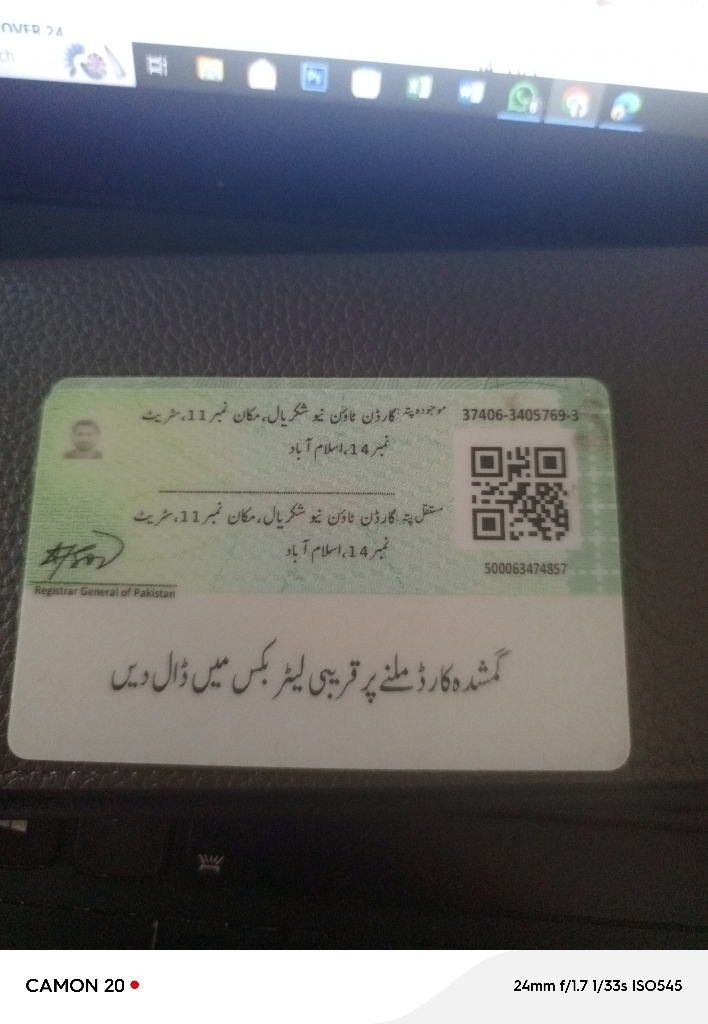 OVER 24
موجودہ پتہ: گارڈن ٹاؤن نیو شکریال، مکان نمبر 11، سٹریٹ
نمبر 14، اسلام آباد
37406-3405769-3
مستقل پتہ: گارڈن ٹاؤن نیو شکریال، مکان نمبر 11، سٹریٹ
نمبر 14، اسلام آباد
500063474857
Registrar General of Pakistan
گمشدہ کارڈ ملنے پر قریبی لیٹر بکس میں ڈال دیں
CAMON 20
24mm f/1.7 1/33s ISO545